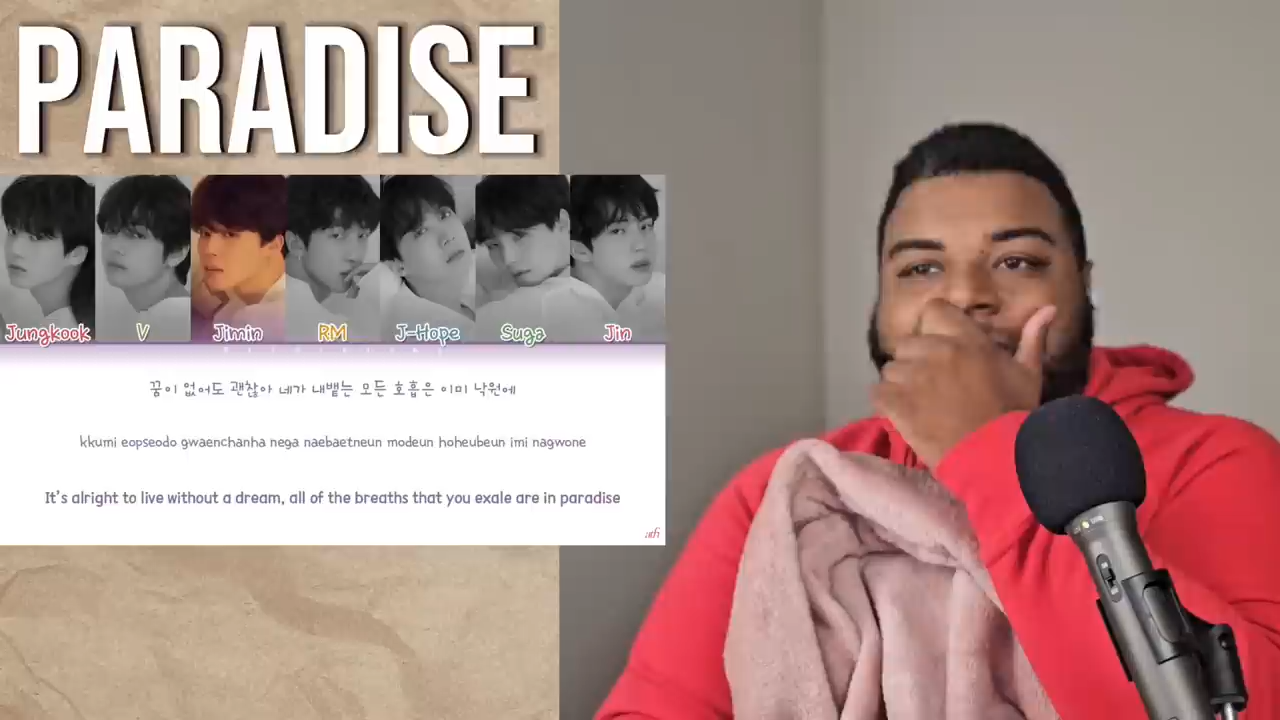 PARADISE
Jungkook V Jimin RM J-Hope Suga Jin
꿈이 없어도 괜찮아 네가 내뱉는 모든 호흡은 이미 낙원에
kkumi eopseodo gwaenchanha nega naebaetneun modeun hoheubeun imi nagwone
It's alright to live without a dream, all of the breaths that you exale are in paradise